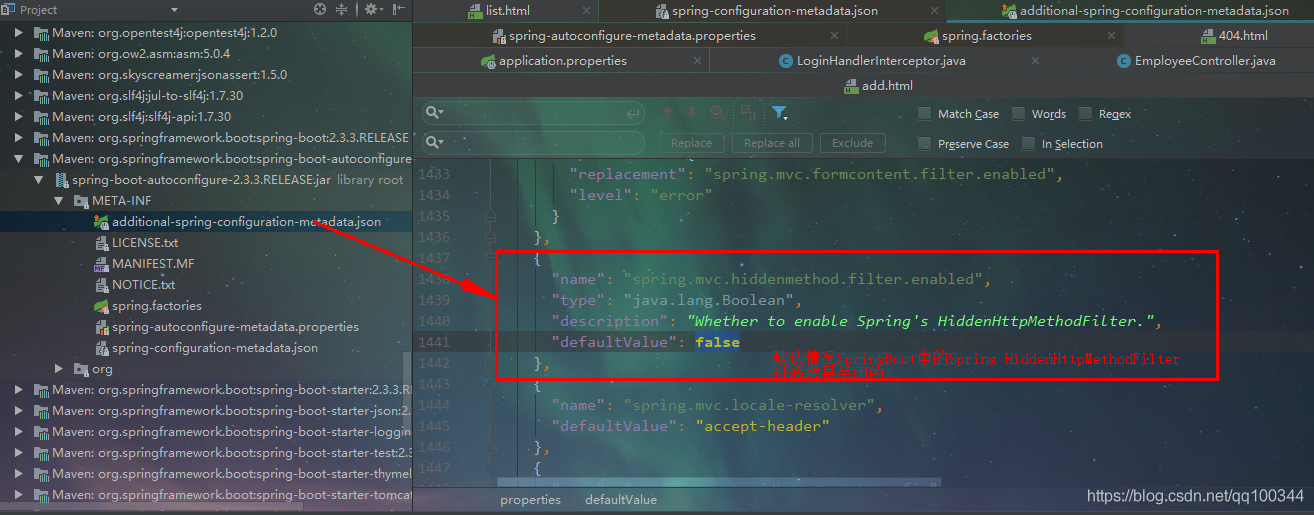 Project
list.html
spring-configuration-metadata.json
additional-spring-configuration-metadata.json
spring-autoconfigure-metadata.properties
spring.factories
404.html
application.properties
LoginHandlerInterceptor.java
EmployeeController.java
add.html
Match Case
Words
Regex
Replace
Replace all
Exclude
Preserve Case
In Selection
Maven: org.opentest4j:opentest4j:1.2.0
Maven: org.ow2.asm:asm:5.0.4
Maven: org.skyscreamer:jsonassert:1.5.0
Maven: org.slf4j:jul-to-slf4j:1.7.30
Maven: org.slf4j:slf4j-api:1.7.30
Maven: org.springframework.boot:spring-boot:2.3.3.RELEASE
Maven: org.springframework.boot:spring-boot-autoconfigure
spring-boot-autoconfigure-2.3.3.RELEASE.jar library root
META-INF
additional-spring-configuration-metadata.json
LICENSE.txt
MANIFEST.MF
NOTICE.txt
spring.factories
spring-autoconfigure-metadata.properties
spring-configuration-metadata.json
org
Maven: org.springframework.boot:spring-boot-starter:2.3.3.RI
Maven: org.springframework.boot:spring-boot-starter-json:2.
Maven: org.springframework.boot:spring-boot-starter-loggin
Maven: org.springframework.boot:spring-boot-starter-test:2.3
Maven: org.springframework.boot:spring-boot-starter-thymel
Maven: org.springframework.boot:spring-boot-starter-tomcat
1433 "replacement": "spring.mvc.formcontent.filter.enabled",
1434 "level": "error"
1435 }
1436 },
1437 {
1438 "name": "spring.mvc.hiddenmethod.filter.enabled",
1439 "type": "java.lang.Boolean",
1440 "description": "Whether to enable Spring's HiddenHttpMethodFilter.",
1441 "defaultValue": false
1442 },
默认情况SpringBoot中的Spring HiddenHttpMethodFilter
过滤器是关闭的
1443 {
1444 "name": "spring.mvc.locale-resolver",
1445 "defaultValue": "accept-header"
1446 },
1447 {
properties defaultValue
https://blog.csdn.net/qq100344